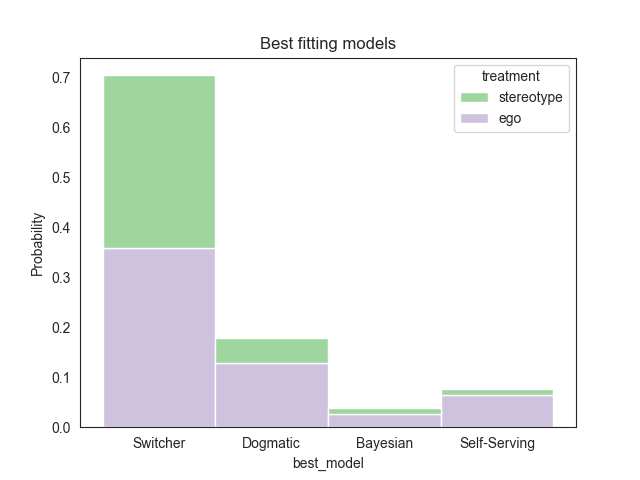 Best fitting models
treatment
stereotype
ego
0.7
0.6
0.5
0.4
0.3
0.2
0.1
0.0
Probability
Switcher
Dogmatic
Bayesian
Self-Serving
best_model